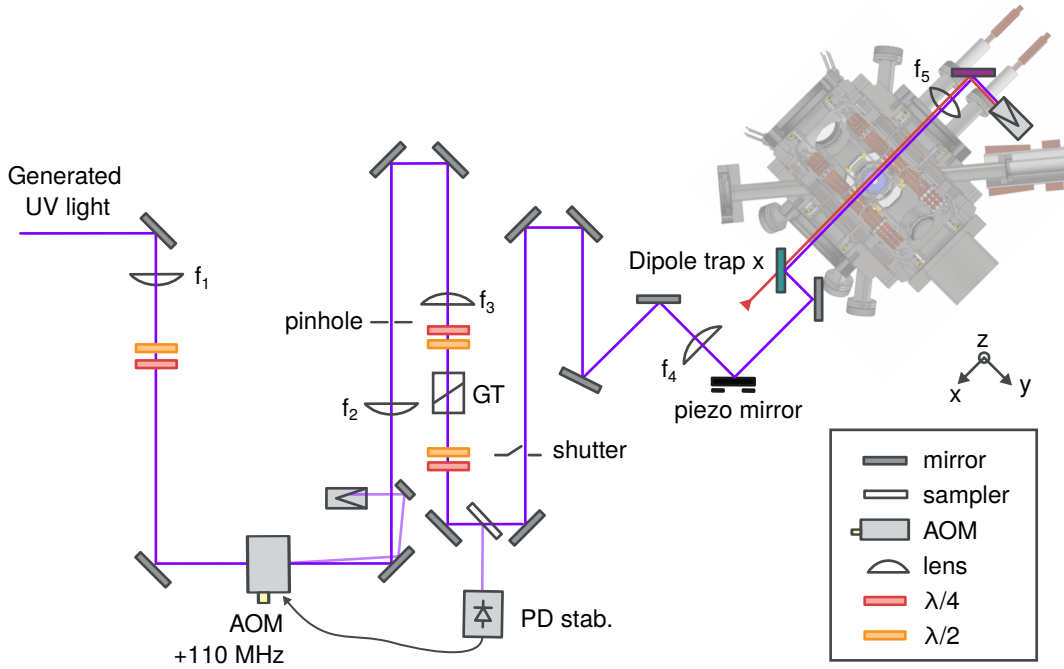 Generated
UV light
f₁
pinhole
f₂
f₃
GT
shutter
AOM
+110 MHz
PD stab.
f₄
piezo mirror
Dipole trap x
f₅
z
x
y
mirror
sampler
AOM
lens
λ/4
λ/2